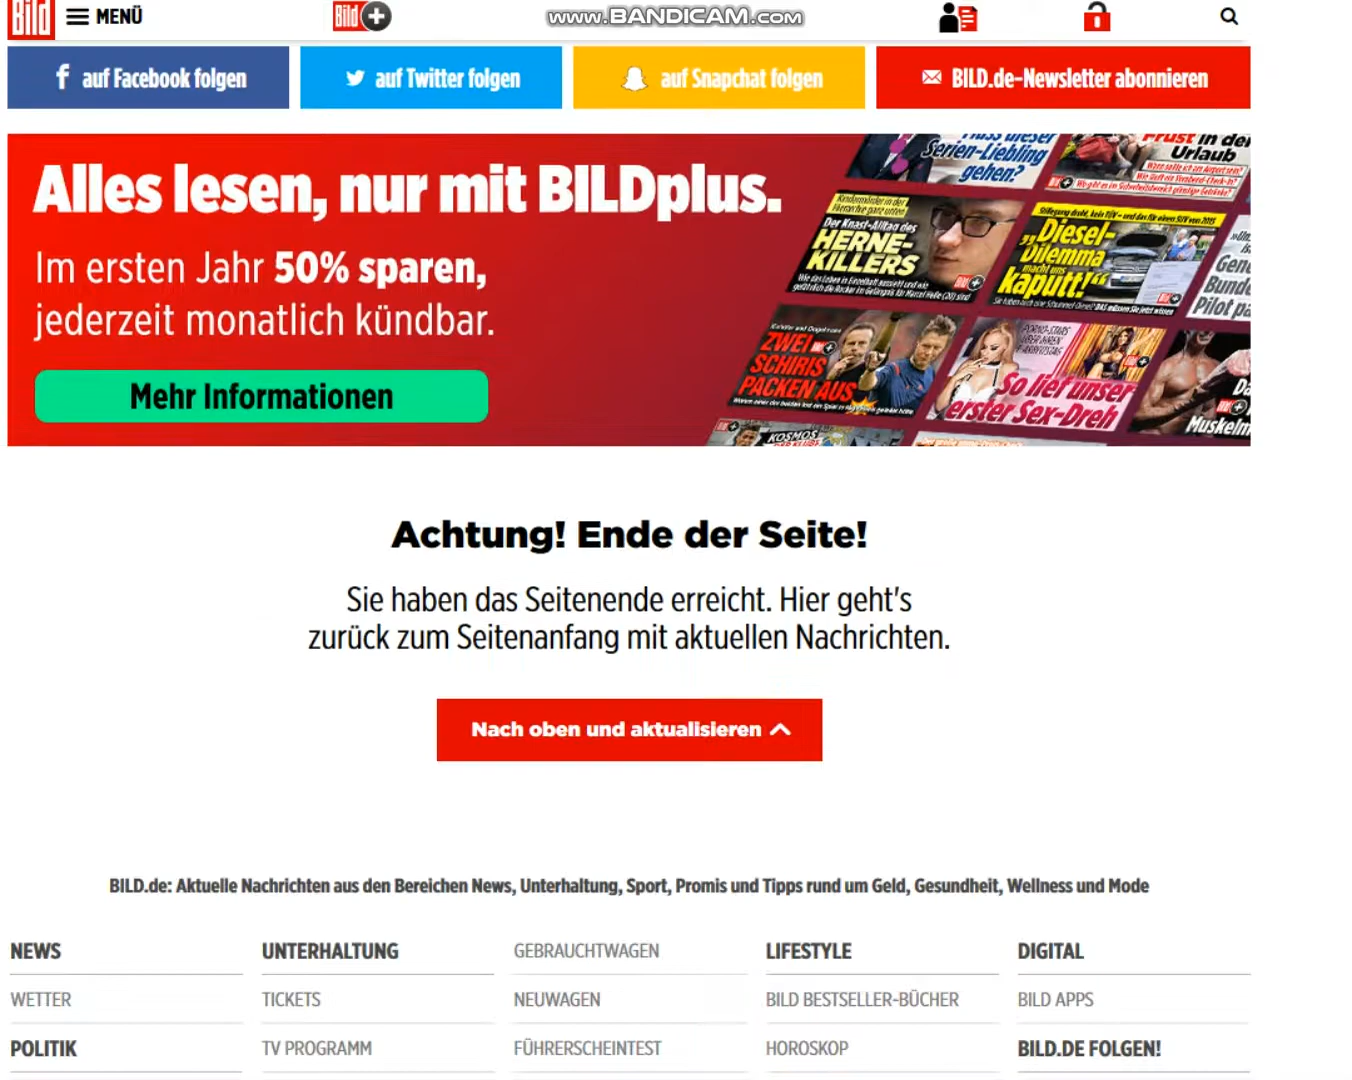 Bild
MENÜ
Bild
www.BANDICAM.com
auf Facebook folgen
auf Twitter folgen
auf Snapchat folgen
BILD.de-Newsletter abonnieren
Alles lesen, nur mit BILDplus.
Im ersten Jahr 50% sparen,
jederzeit monatlich kündbar.
Mehr Informationen
Serien-Liebling
gehen?
Frust in der
Urlaub
Der Knast-Alltag des
HERNE-
KILLERS
„Diesel-
Dilemma
macht uns
kaputt!“
ZWEI
SCHIRIS
PACKEN AUS
So lief unser
erster Sex-Dreh
KOSMOS
Achtung! Ende der Seite!
Sie haben das Seitenende erreicht. Hier geht's
zurück zum Seitenanfang mit aktuellen Nachrichten.
Nach oben und aktualisieren
BILD.de: Aktuelle Nachrichten aus den Bereichen News, Unterhaltung, Sport, Promis und Tipps rund um Geld, Gesundheit, Wellness und Mode
NEWS
UNTERHALTUNG
GEBRAUCHTWAGEN
LIFESTYLE
DIGITAL
WETTER
TICKETS
NEUWAGEN
BILD BESTSELLER-BÜCHER
BILD APPS
POLITIK
TV PROGRAMM
FÜHRERSCHEINTEST
HOROSKOP
BILD.DE FOLGEN!